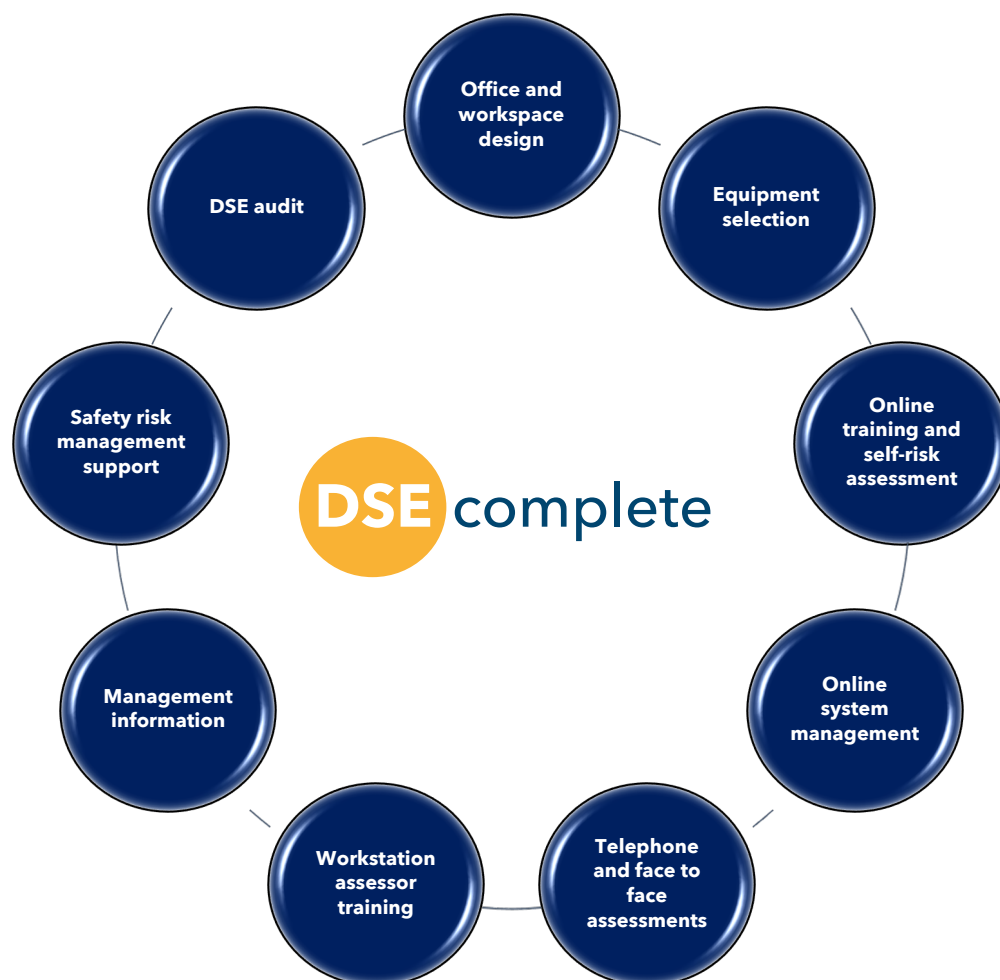 Office and
workspace
design
Equipment
selection
Online
training and
self-risk
assessment
Online
system
management
Telephone
and face to
face
assessments
Workstation
assessor
training
Management
information
Safety risk
management
support
DSE audit
DSE complete